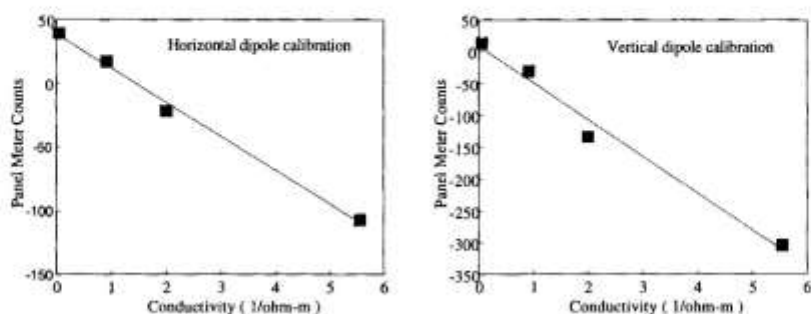 50
Horizontal dipole calibration
0
-50
-100
-150
Panel Meter Counts
0 1 2 3 4 5 6
Conductivity ( 1/ohm-m )
50
Vertical dipole calibration
0
-50
-100
-150
-200
-250
-300
-350
Panel Meter Counts
0 1 2 3 4 5 6
Conductivity ( 1/ohm-m )